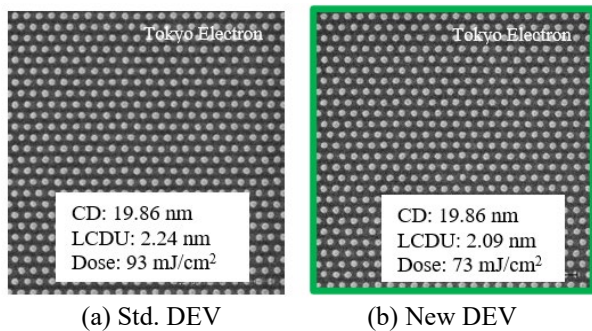 Tokyo Electron
CD: 19.86 nm
LCDU: 2.24 nm
Dose: 93 mJ/cm²
(a) Std. DEV
Tokyo Electron
CD: 19.86 nm
LCDU: 2.09 nm
Dose: 73 mJ/cm²
(b) New DEV